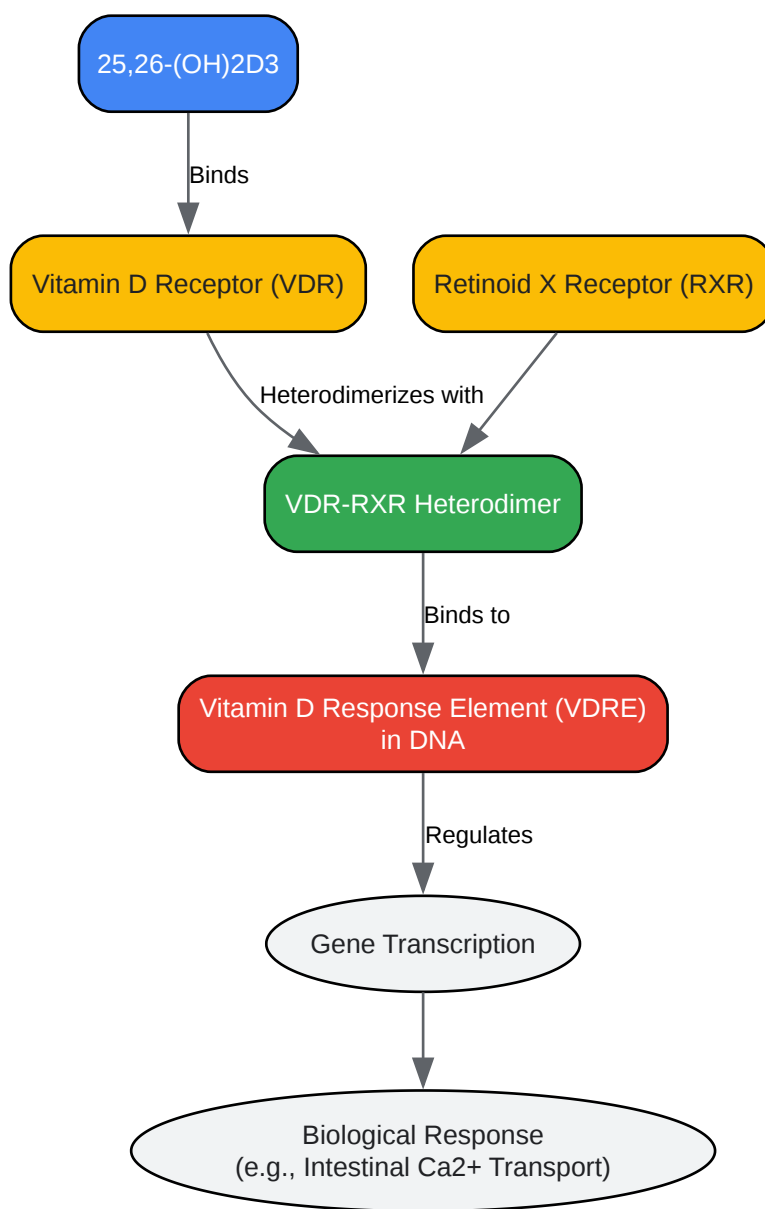 25,26-(OH)2D3
Binds
Vitamin D Receptor (VDR)
Retinoid X Receptor (RXR)
Heterodimerizes with
VDR-RXR Heterodimer
Binds to
Vitamin D Response Element (VDRE)
in DNA
Regulates
Gene Transcription
Biological Response
(e.g., Intestinal Ca2+ Transport)